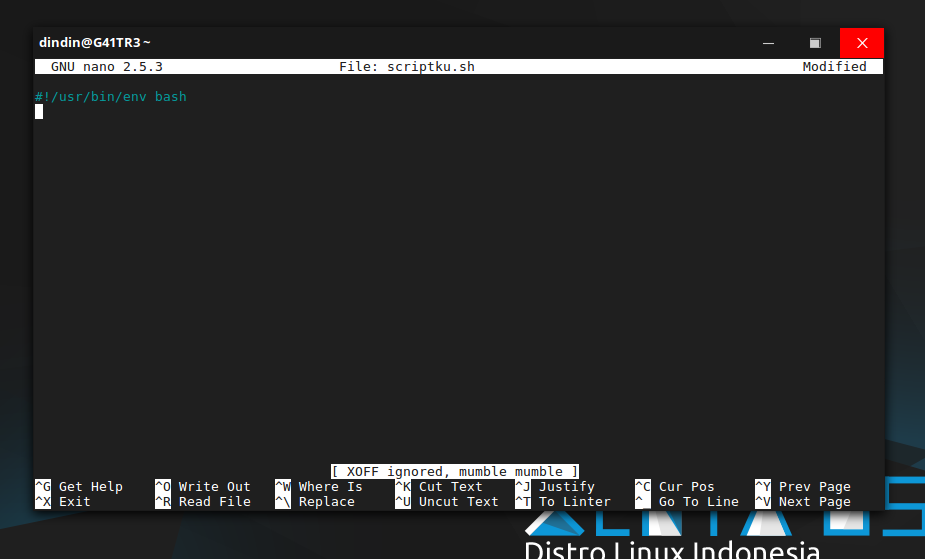 dindin@G41TR3 ~
GNU nano 2.5.3 File: scriptku.sh Modified
#!/usr/bin/env bash
[ XOFF ignored, mumble mumble ]
^G Get Help ^O Write Out ^W Where Is ^K Cut Text ^J Justify ^C Cur Pos ^Y Prev Page
^X Exit ^R Read File ^\ Replace ^U Uncut Text ^T To Linter ^_ Go To Line ^V Next Page
Distro Linux Indonesia